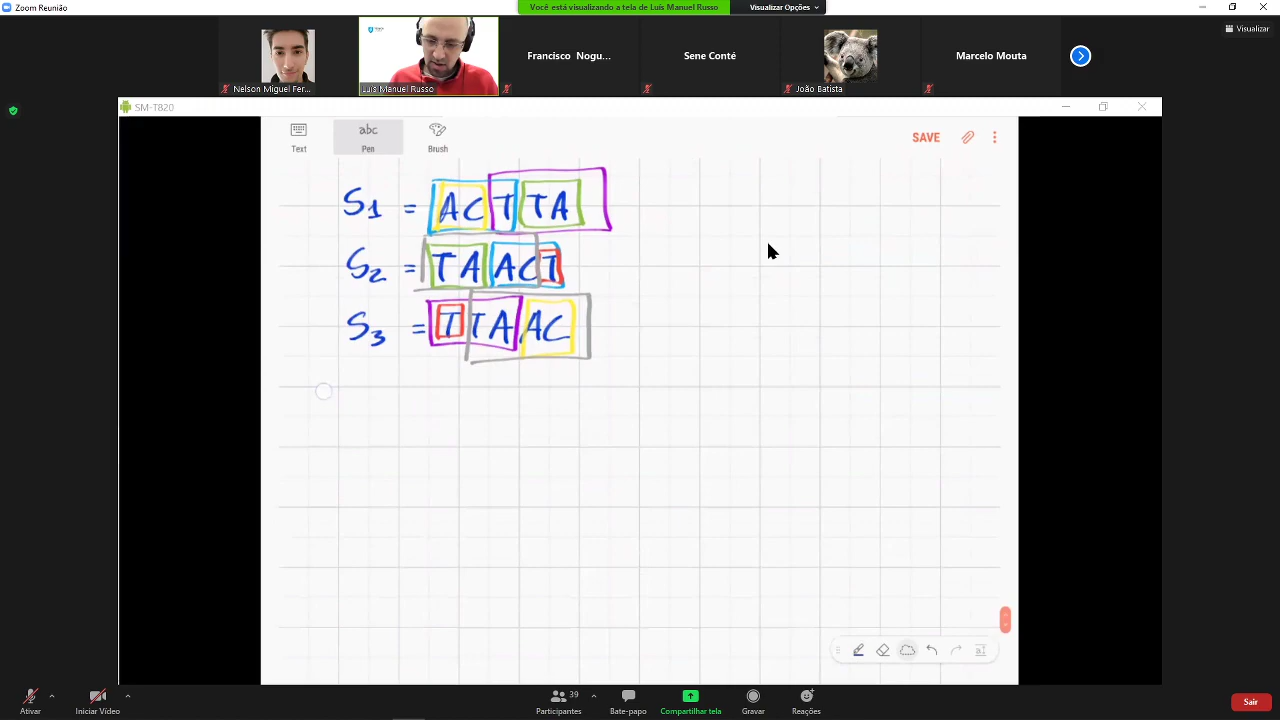 Zoom Reunião
Você está visualizando a tela de Luís Manuel Russo
Visualizar Opções
Visualizar
Nelson Miguel Fer...
Luís Manuel Russo
Francisco Nogu...
Sene Conté
João Batista
Marcelo Mouta
SM-T820
Text
abc
Pen
Brush
SAVE
S1 = ACTTA
S2 = TAACT
S3 = TTAAC
Ativar
Iniciar Vídeo
39
Participantes
Bate-papo
Compartilhar tela
Gravar
Reações
Sair